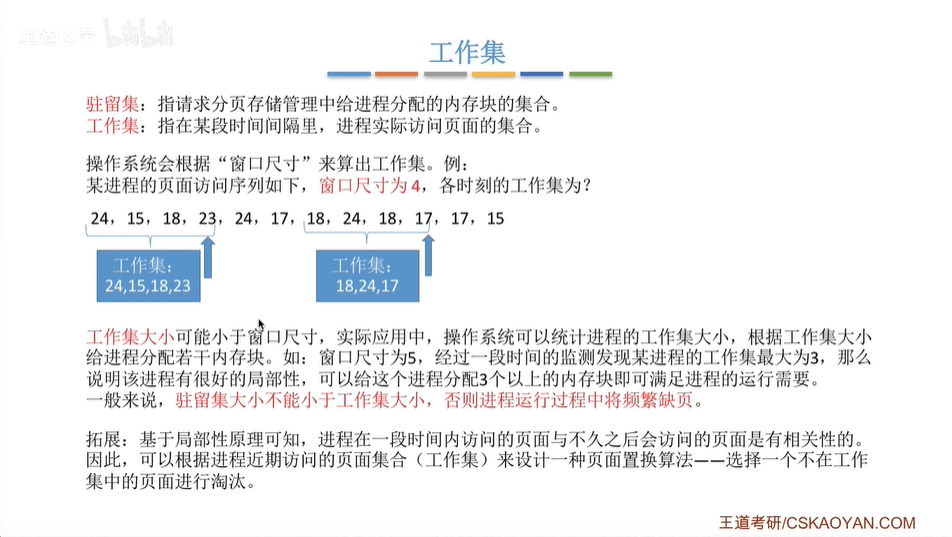 工作集
驻留集：指请求分页存储管理中给进程分配的内存块的集合。
工作集：指在某段时间间隔里，进程实际访问页面的集合。
操作系统会根据“窗口尺寸”来算出工作集。例：
某进程的页面访问序列如下，窗口尺寸为4，各时刻的工作集为？
24，15，18，23，24，17，18，24，18，17，17，15
工作集：
24,15,18,23
工作集：
18,24,17
工作集大小可能小于窗口尺寸，实际应用中，操作系统可以统计进程的工作集大小，根据工作集大小
给进程分配若干内存块。如：窗口尺寸为5，经过一段时间的监测发现某进程的工作集最大为3，那么
说明该进程有很好的局部性，可以给这个进程分配3个以上的内存块即可满足进程的运行需要。
一般来说，驻留集大小不能小于工作集大小，否则进程运行过程中将频繁缺页。
拓展：基于局部性原理可知，进程在一段时间内访问的页面与不久之后会访问的页面是有相关性的。
因此，可以根据进程近期访问的页面集合（工作集）来设计一种页面置换算法——选择一个不在工作
集中的页面进行淘汰。
王道考研/CSKAOYAN.COM